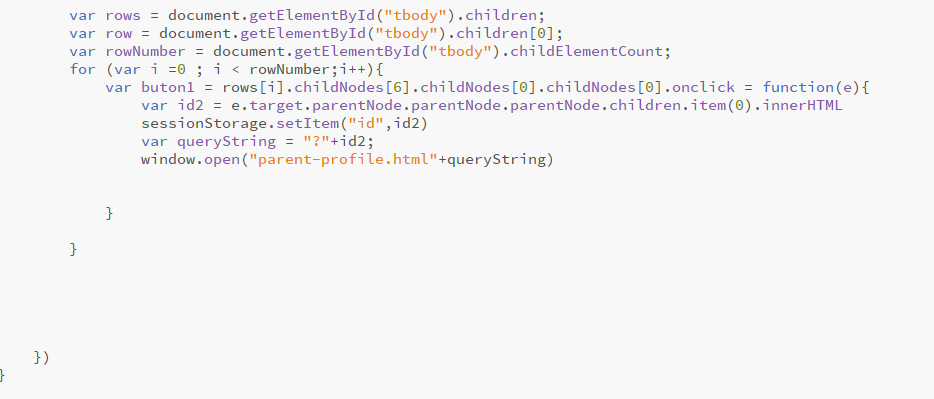 var rows = document.getElementById("tbody").children;
var row = document.getElementById("tbody").children[0];
var rowNumber = document.getElementById("tbody").childElementCount;
for (var i =0 ; i < rowNumber;i++){
var buton1 = rows[i].childNodes[6].childNodes[0].childNodes[0].onclick = function(e){
var id2 = e.target.parentNode.parentNode.parentNode.children.item(0).innerHTML
sessionStorage.setItem("id",id2)
var queryString = "?"+id2;
window.open("parent-profile.html"+queryString)
}
}
})
}